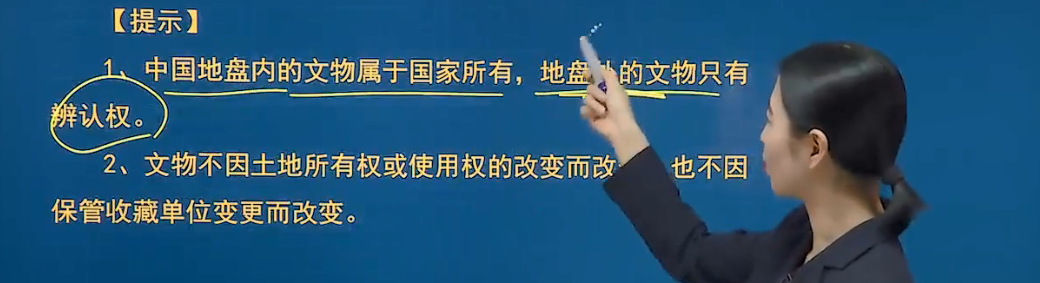 【提示】
1、中国地盘内的文物属于国家所有，地盘的文物只有
辨认权。
2、文物不因土地所有权或使用权的改变而改也不因
保管收藏单位变更而改变。